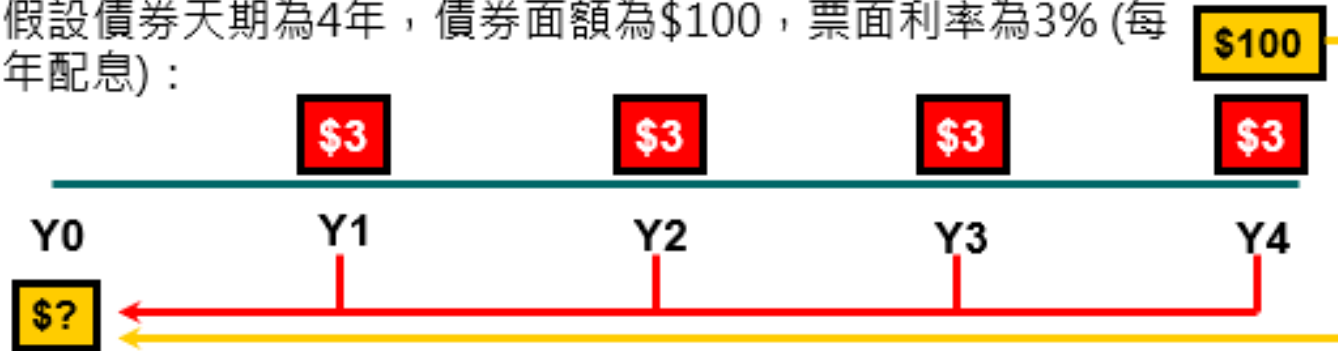 假設債券天期為4年，債券面額為$100，票面利率為3% (每
年配息)：
$100
$3 $3 $3 $3
Y0 Y1 Y2 Y3 Y4
$?